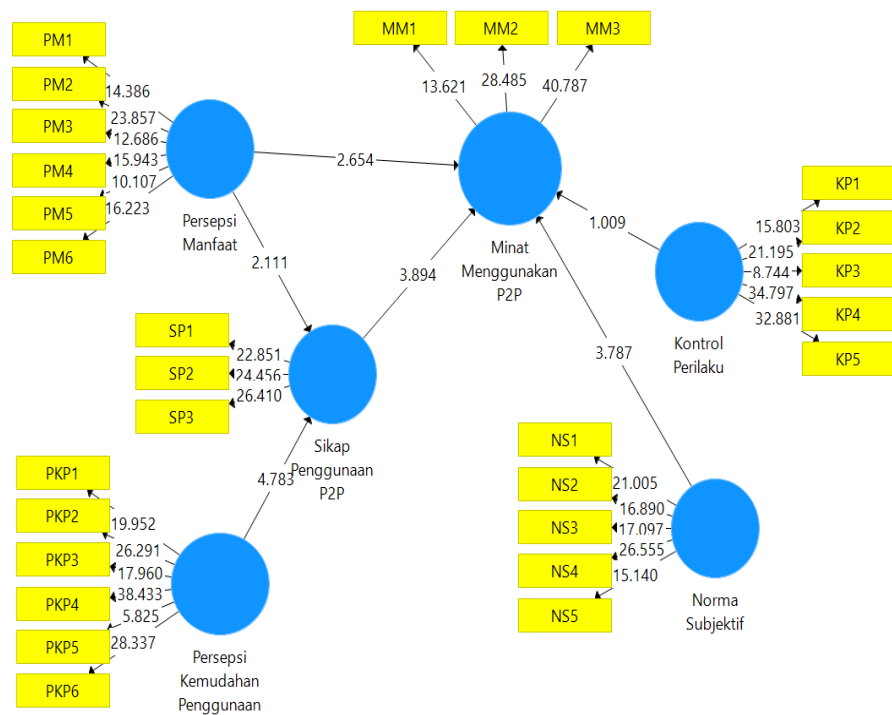 MM1
MM2
MM3
13.621
28.485
40.787
PM1
PM2
PM3
PM4
PM5
PM6
14.386
23.857
12.686
15.943
10.107
16.223
Persepsi
Manfaat
2.654
2.111
3.894
Minat
Menggunakan
P2P
1.009
KP1
KP2
KP3
KP4
KP5
15.803
21.195
8.744
34.797
32.881
Kontrol
Perilaku
3.787
SP1
SP2
SP3
22.851
24.456
26.410
Sikap
Penggunaan
P2P
4.783
NS1
NS2
NS3
NS4
NS5
21.005
16.890
17.097
26.555
15.140
Norma
Subjektif
PKP1
PKP2
PKP3
PKP4
PKP5
PKP6
19.952
26.291
17.960
38.433
5.825
28.337
Persepsi
Kemudahan
Penggunaan